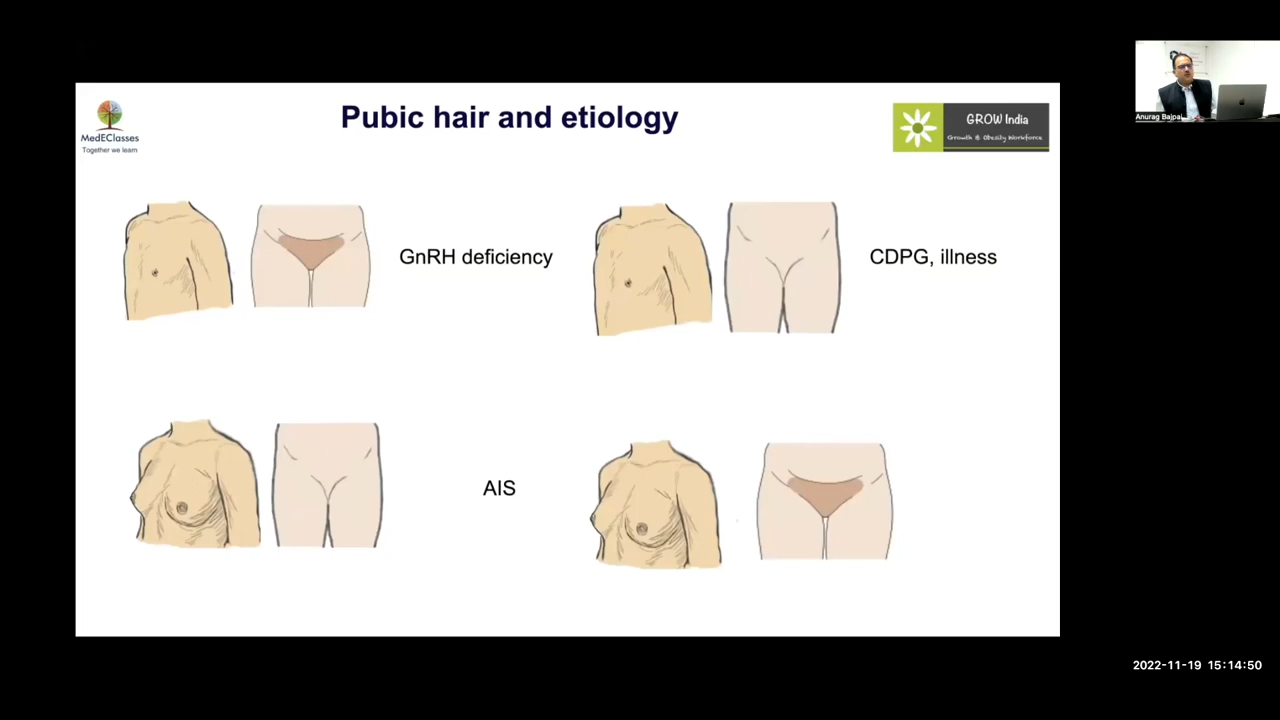 Pubic hair and etiology
MedEClasses
Together we learn
GROW India
Growth & Obesity Workforce
Anurag Bajpai
GnRH deficiency
CDPG, illness
AIS
2022-11-19 15:14:50